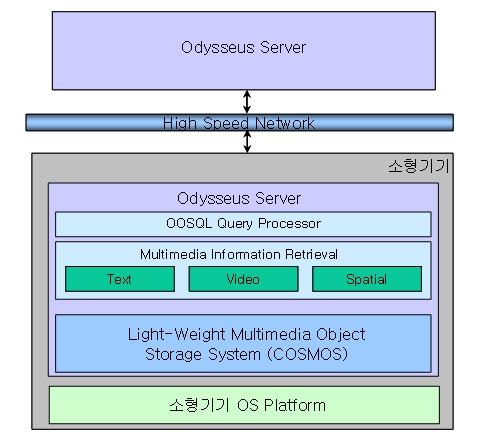 Odysseus Server
High Speed Network
소형기기
Odysseus Server
OOSQL Query Processor
Multimedia Information Retrieval
Text
Video
Spatial
Light-Weight Multimedia Object
Storage System (COSMOS)
소형기기 OS Platform